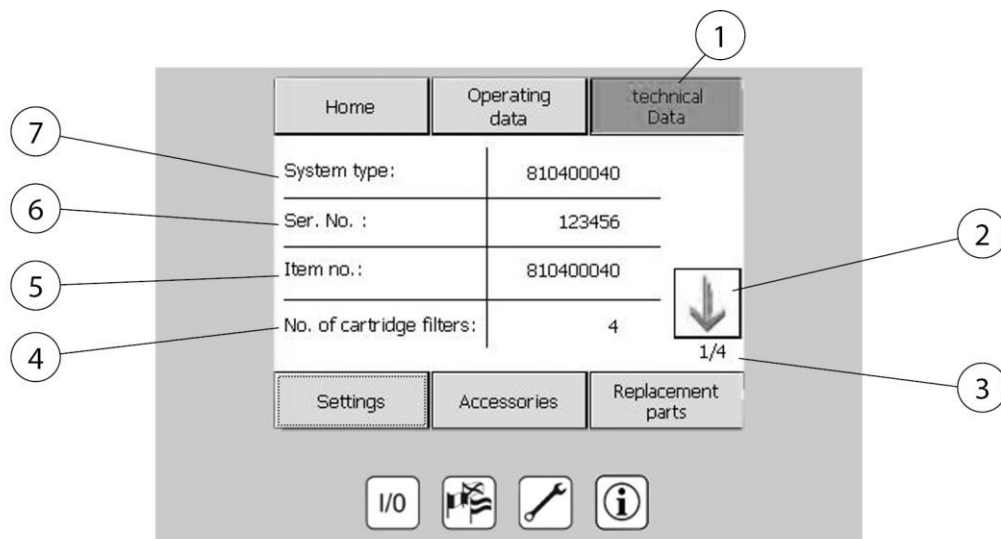 1
Home
Operating
data
technical
Data
7
System type:
810400040
6
Ser. No. :
123456
2
5
Item no.:
810400040
4
No. of cartridge filters:
4
1/4
3
Settings
Accessories
Replacement
parts
I/0
i